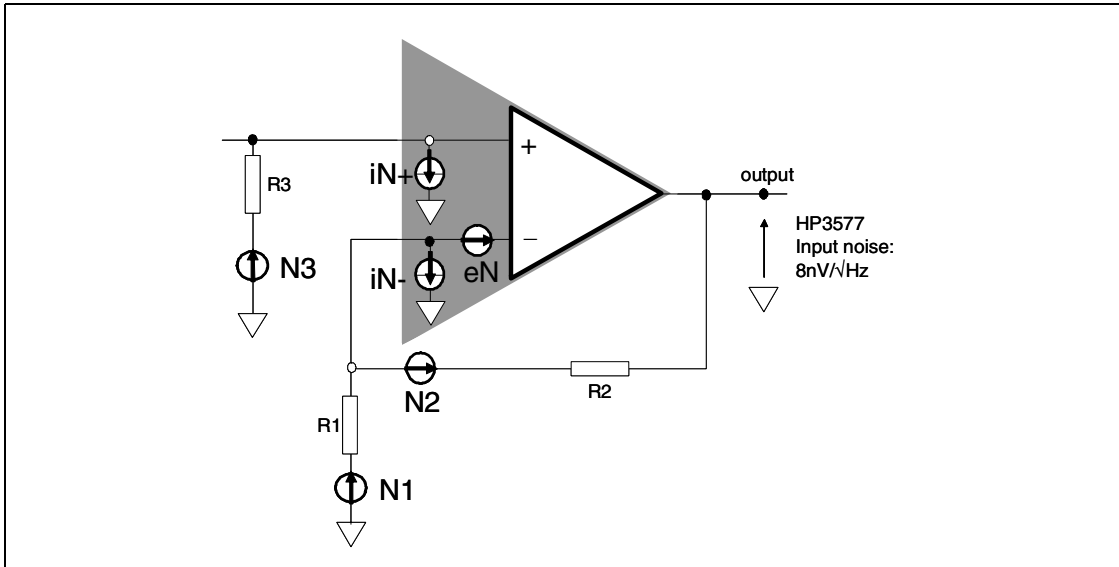 +
iN+
R3
output
HP3577
Input noise:
8nV/√Hz
N3
iN-
eN
−
N2
R2
R1
N1